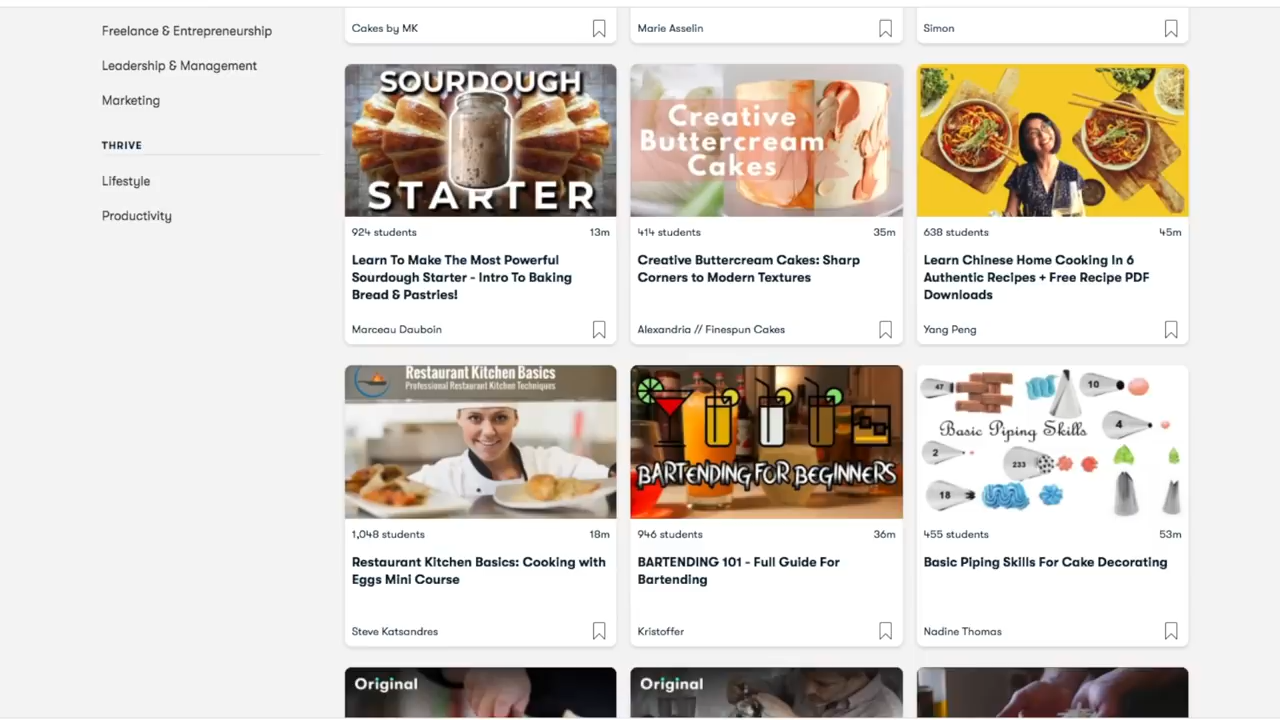 Freelance & Entrepreneurship
Leadership & Management
Marketing
THRIVE
Lifestyle
Productivity
Cakes by MK
Marie Asselin
Simon
SOURDOUGH
STARTER
924 students
13m
Learn To Make The Most Powerful
Sourdough Starter - Intro To Baking
Bread & Pastries!
Marceau Dauboin
Creative
Buttercream
Cakes
414 students
35m
Creative Buttercream Cakes: Sharp
Corners to Modern Textures
Alexandria // Finespun Cakes
638 students
45m
Learn Chinese Home Cooking In 6
Authentic Recipes + Free Recipe PDF
Downloads
Yang Peng
Restaurant Kitchen Basics
Professional Restaurant Kitchen Techniques
1,048 students
18m
Restaurant Kitchen Basics: Cooking with
Eggs Mini Course
Steve Katsandres
BARTENDING FOR BEGINNERS
946 students
36m
BARTENDING 101 - Full Guide For
Bartending
Kristoffer
47
10
Basic Piping Skills
4
2
233
18
455 students
53m
Basic Piping Skills For Cake Decorating
Nadine Thomas
Original
Original